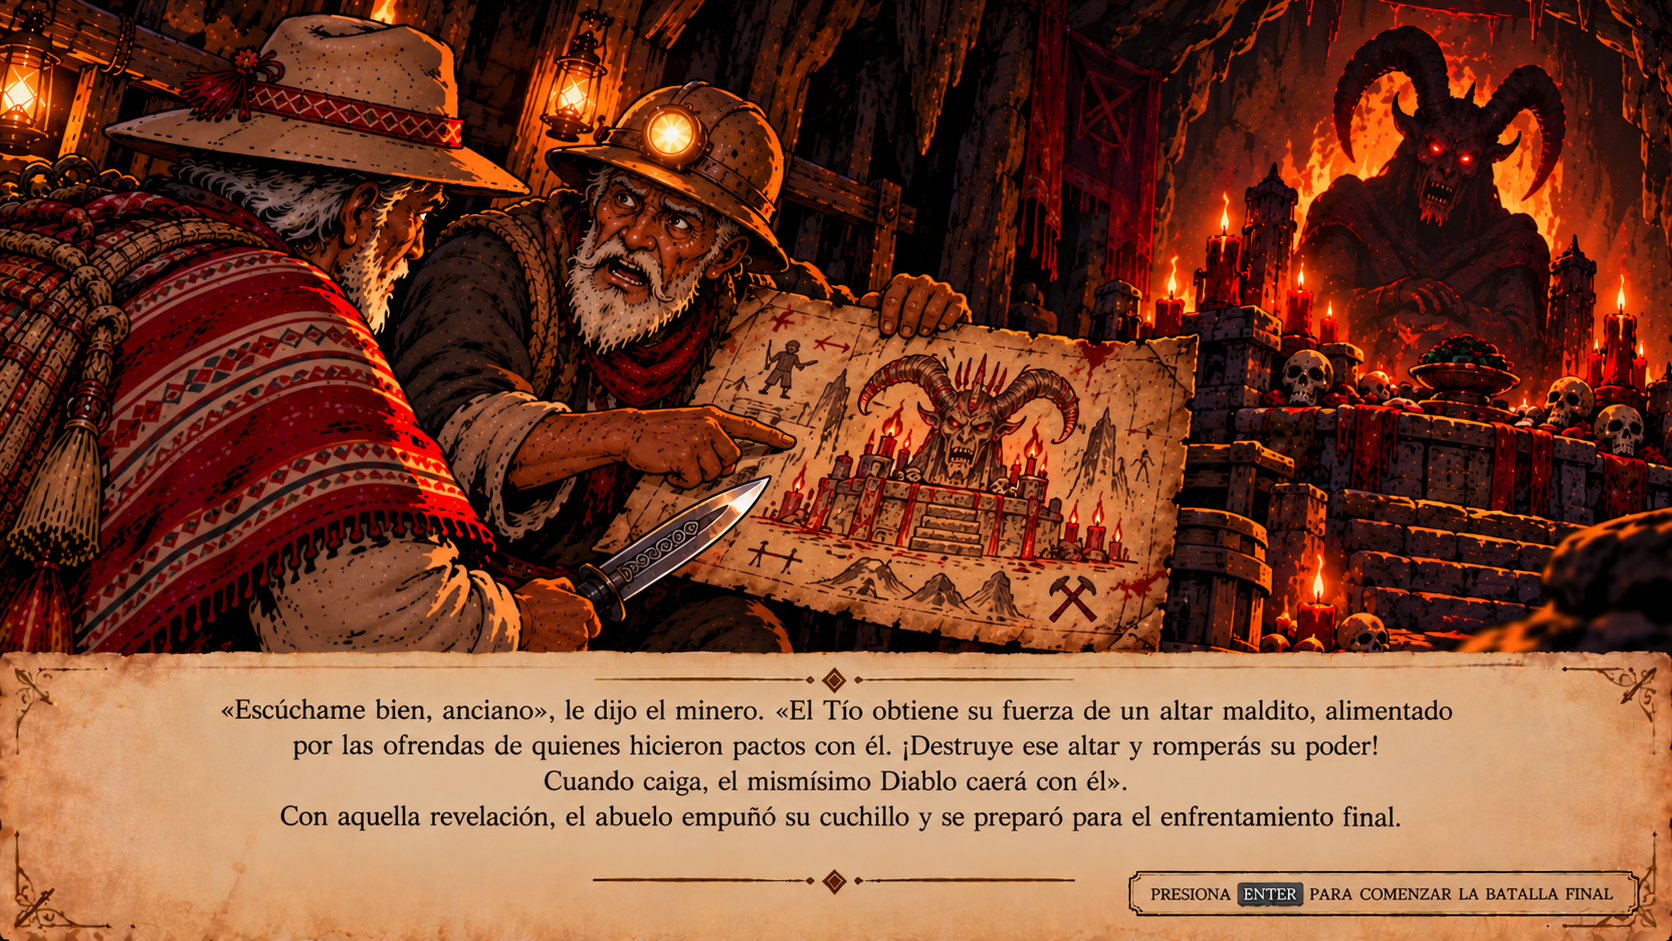 «Escúchame bien, anciano», le dijo el minero. «El Tío obtiene su fuerza de un altar maldito, alimentado
por las ofrendas de quienes hicieron pactos con él. ¡Destruye ese altar y romperás su poder!
Cuando caiga, el mismísimo Diablo caerá con él».
Con aquella revelación, el abuelo empuñó su cuchillo y se preparó para el enfrentamiento final.
PRESIONA ENTER PARA COMENZAR LA BATALLA FINAL